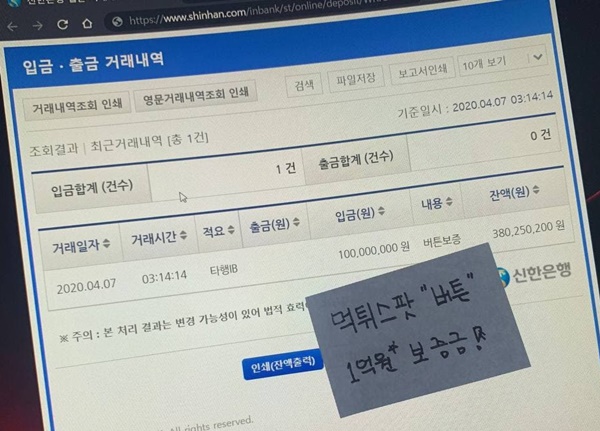 신한은행
https://www.shinhan.com/inbank/st/online/deposit/
입금 · 출금 거래내역
거래내역조회 인쇄 영문거래내역조회 인쇄 검색 파일저장 보고서인쇄 10개 보기
기준일시 : 2020.04.07 03:14:14
조회결과 | 최근거래내역 [총 1건]
입금합계 (건수) 1 건 출금합계 (건수) 0 건
거래일자 거래시간 적요 출금(원) 입금(원) 내용 잔액(원)
2020.04.07 03:14:14 타행IB 100,000,000 원 버튼보증 380,250,200 원
신한은행
※ 주의 : 본 처리 결과는 변경 가능성이 있어 법적 효력이
인쇄(잔액출력)
먹튀스팟 "버튼"
1억원* 보증금!
All rights reserved.